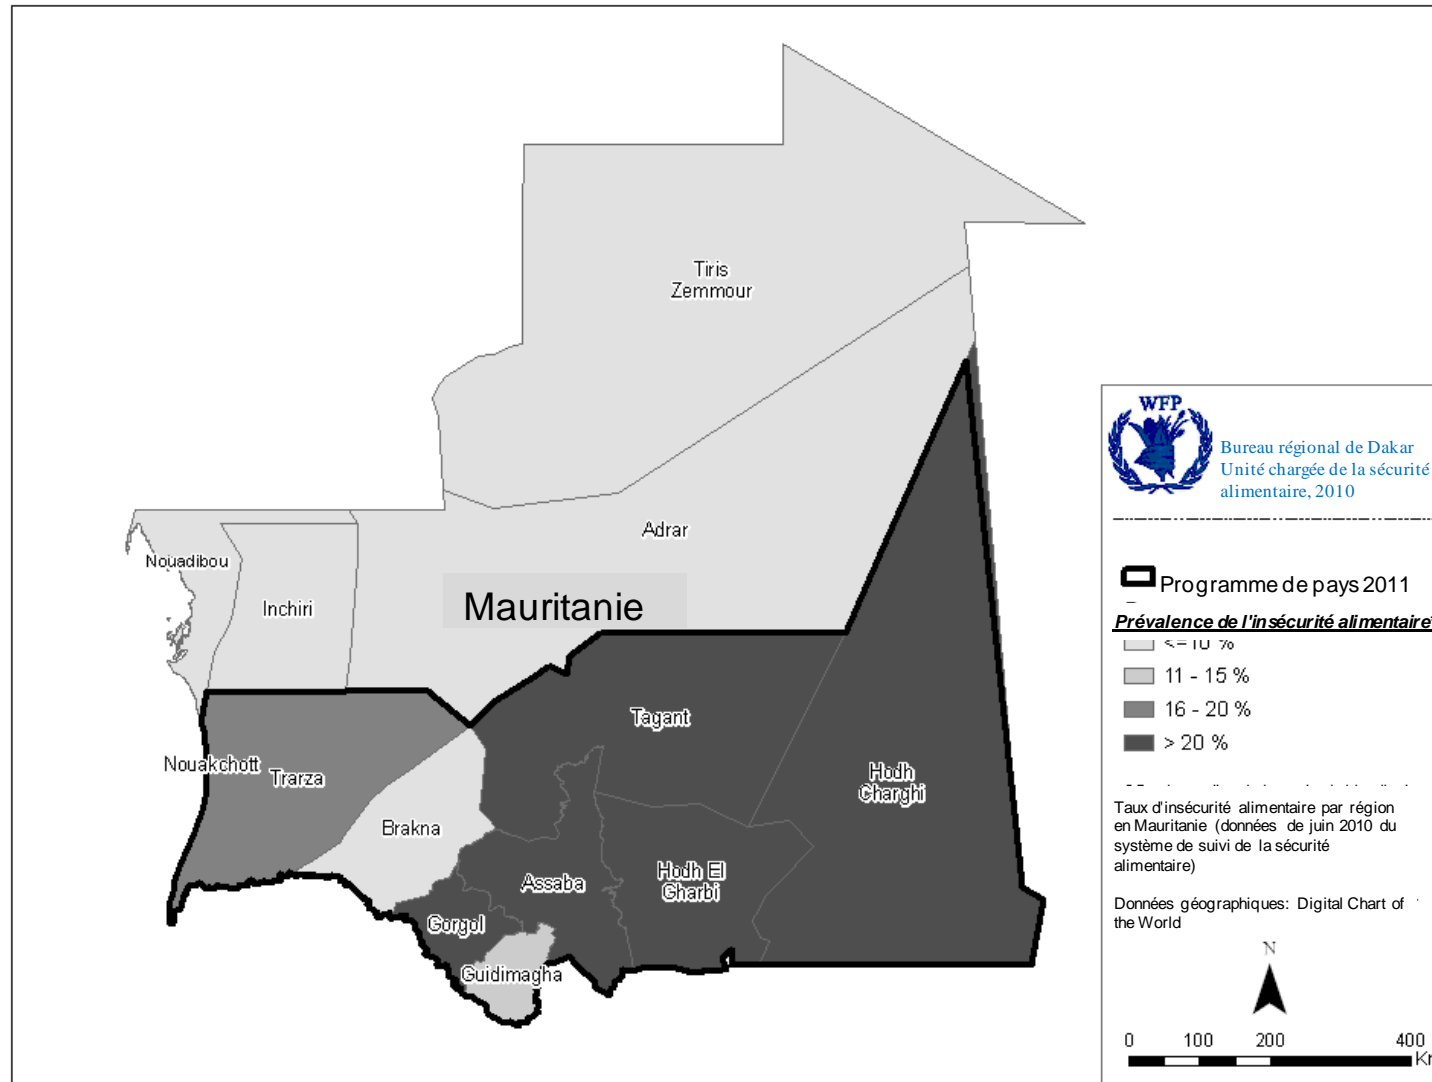 Tiris
Zemmour
Adrar
Nouadibou
Inchiri
Mauritanie
Tagant
Nouakchott
Trarza
Hodh
Charghi
Brakna
Hodh El
Gharbi
Assaba
Gorgol
Guidimagha
WFP
Bureau régional de Dakar
Unité chargée de la sécurité
alimentaire, 2010
Programme de pays 2011
Prévalence de l'insécurité alimentaire
<=10 %
11 - 15 %
16 - 20 %
> 20 %
Taux d'insécurité alimentaire par région
en Mauritanie (données de juin 2010 du
système de suivi de la sécurité
alimentaire)
Données géographiques: Digital Chart of
the World
N
0 100 200 400